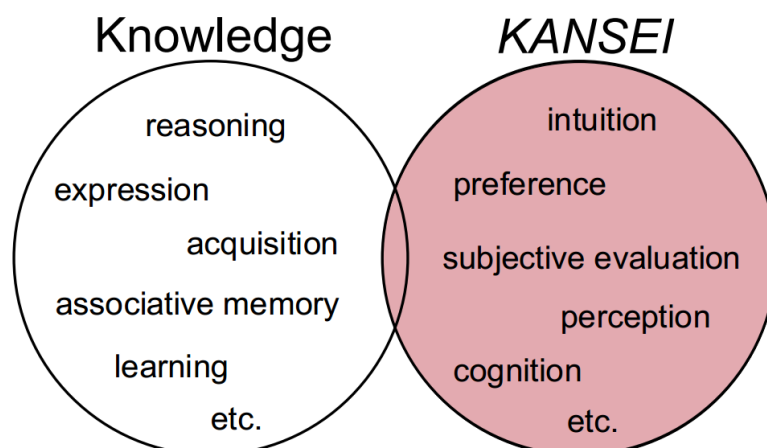 Knowledge
reasoning
expression
acquisition
associative memory
learning
etc.
KANSEI
intuition
preference
subjective evaluation
perception
cognition
etc.